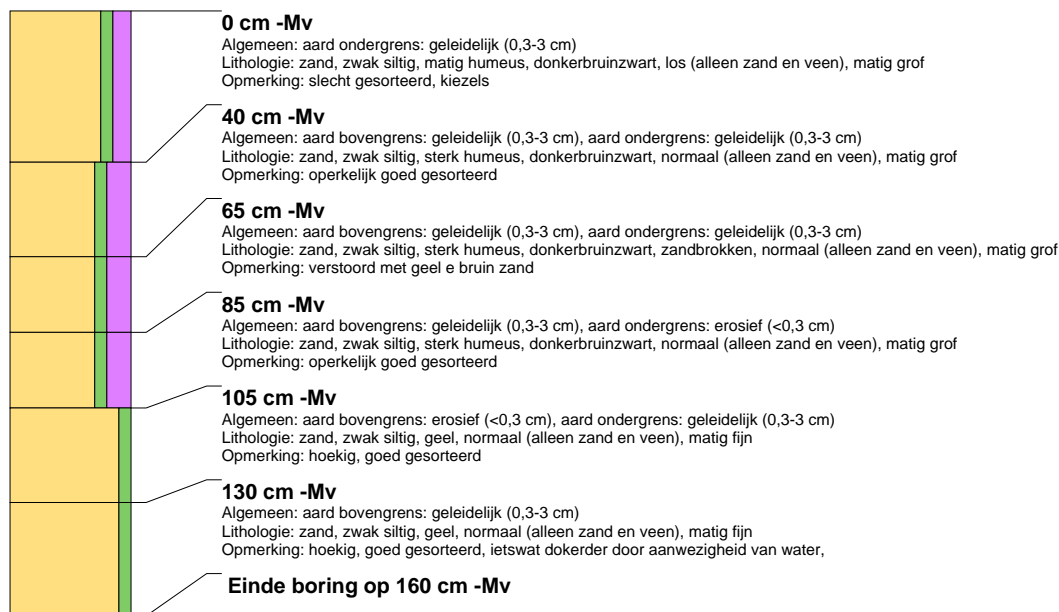 0 cm -Mv
Algemeen: aard ondergrens: geleidelijk (0,3-3 cm)
Lithologie: zand, zwak siltig, matig humeus, donkerbruinzwart, los (alleen zand en veen), matig grof
Opmerking: slecht gesorteerd, kiezels
40 cm -Mv
Algemeen: aard bovengrens: geleidelijk (0,3-3 cm), aard ondergrens: geleidelijk (0,3-3 cm)
Lithologie: zand, zwak siltig, sterk humeus, donkerbruinzwart, normaal (alleen zand en veen), matig grof
Opmerking: operkelijk goed gesorteerd
65 cm -Mv
Algemeen: aard bovengrens: geleidelijk (0,3-3 cm), aard ondergrens: geleidelijk (0,3-3 cm)
Lithologie: zand, zwak siltig, sterk humeus, donkerbruinzwart, zandbrokken, normaal (alleen zand en veen), matig grof
Opmerking: verstoord met geel e bruin zand
85 cm -Mv
Algemeen: aard bovengrens: geleidelijk (0,3-3 cm), aard ondergrens: erosief (<0,3 cm)
Lithologie: zand, zwak siltig, sterk humeus, donkerbruinzwart, normaal (alleen zand en veen), matig grof
Opmerking: operkelijk goed gesorteerd
105 cm -Mv
Algemeen: aard bovengrens: erosief (<0,3 cm), aard ondergrens: geleidelijk (0,3-3 cm)
Lithologie: zand, zwak siltig, geel, normaal (alleen zand en veen), matig fijn
Opmerking: hoekig, goed gesorteerd
130 cm -Mv
Algemeen: aard bovengrens: geleidelijk (0,3-3 cm)
Lithologie: zand, zwak siltig, geel, normaal (alleen zand en veen), matig fijn
Opmerking: hoekig, goed gesorteerd, ietswat dokerder door aanwezigheid van water,
Einde boring op 160 cm -Mv